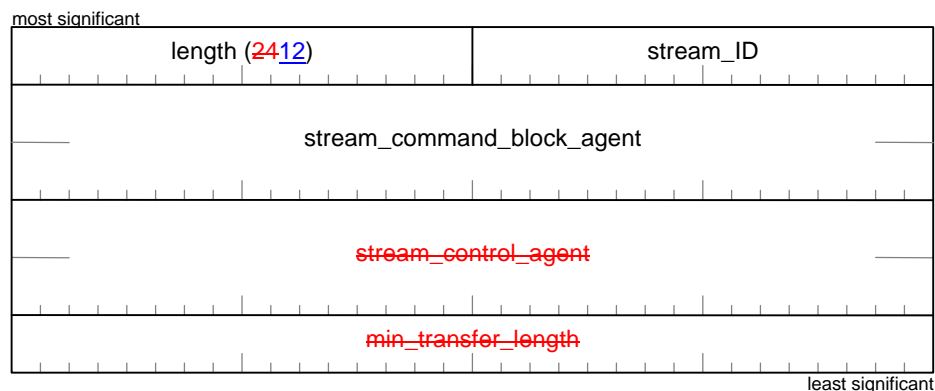 most significant
length (2412) stream_ID
stream_command_block_agent
stream_control_agent
min_transfer_length
least significant